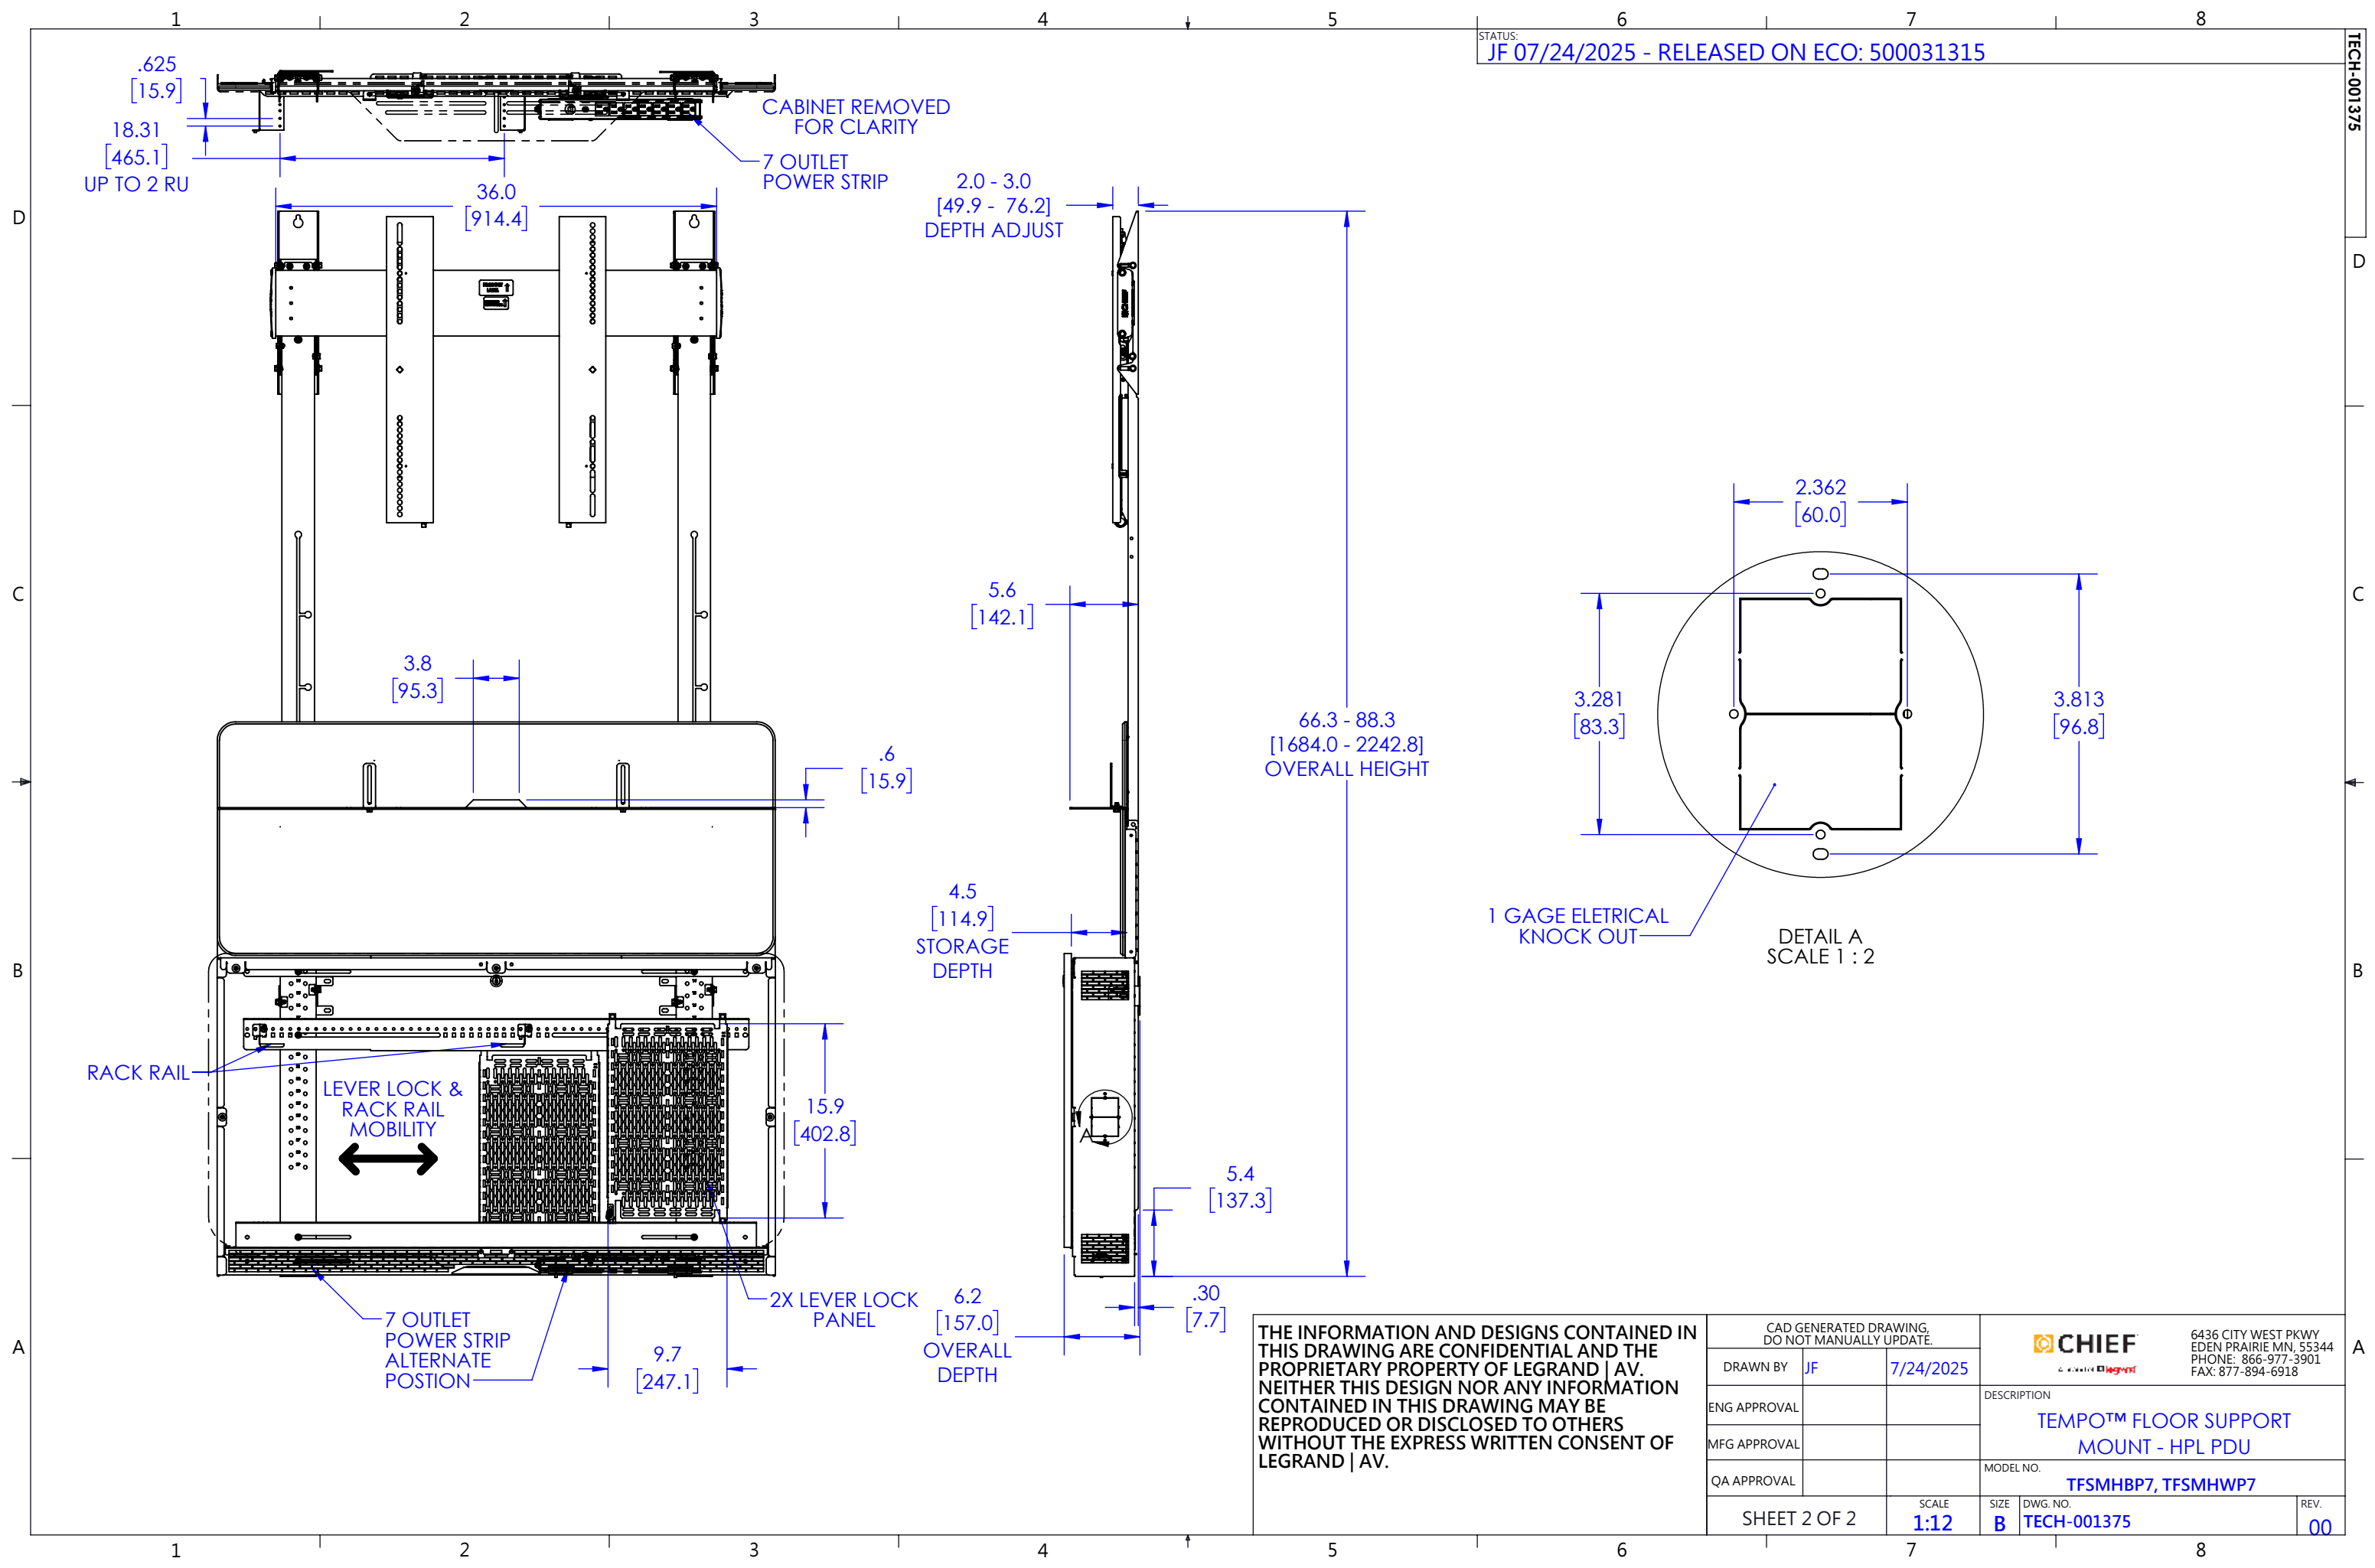 1 2 3 4 5 6 7 8
STATUS:
JF 07/24/2025 - RELEASED ON ECO: 500031315
TECH-001375
.625
[15.9]
18.31
[465.1]
UP TO 2 RU
CABINET REMOVED
FOR CLARITY
7 OUTLET
POWER STRIP
36.0
[914.4]
2.0 - 3.0
[49.9 - 76.2]
DEPTH ADJUST
D
D
5.6
[142.1]
3.8
[95.3]
.6
[15.9]
66.3 - 88.3
[1684.0 - 2242.8]
OVERALL HEIGHT
C
C
2.362
[60.0]
3.281
[83.3]
3.813
[96.8]
1 GAGE ELETRICAL
KNOCK OUT
DETAIL A
SCALE 1 : 2
4.5
[114.9]
STORAGE
DEPTH
B
B
RACK RAIL
LEVER LOCK &
RACK RAIL
MOBILITY
15.9
[402.8]
A
5.4
[137.3]
.30
[7.7]
6.2
[157.0]
OVERALL
DEPTH
2X LEVER LOCK
PANEL
7 OUTLET
POWER STRIP
ALTERNATE
POSTION
9.7
[247.1]
A
A
THE INFORMATION AND DESIGNS CONTAINED IN
THIS DRAWING ARE CONFIDENTIAL AND THE
PROPRIETARY PROPERTY OF LEGRAND | AV.
NEITHER THIS DESIGN NOR ANY INFORMATION
CONTAINED IN THIS DRAWING MAY BE
REPRODUCED OR DISCLOSED TO OTHERS
WITHOUT THE EXPRESS WRITTEN CONSENT OF
LEGRAND | AV.
CAD GENERATED DRAWING,
DO NOT MANUALLY UPDATE.
DRAWN BY JF 7/24/2025
ENG APPROVAL
MFG APPROVAL
QA APPROVAL
SHEET 2 OF 2
SCALE
1:12
CHIEF
legrand
6436 CITY WEST PKWY
EDEN PRAIRIE MN, 55344
PHONE: 866-977-3901
FAX: 877-894-6918
DESCRIPTION
TEMPO™ FLOOR SUPPORT
MOUNT - HPL PDU
MODEL NO.
TFSMHBP7, TFSMHWP7
SIZE
B
DWG. NO.
TECH-001375
REV.
00
1 2 3 4 5 6 7 8